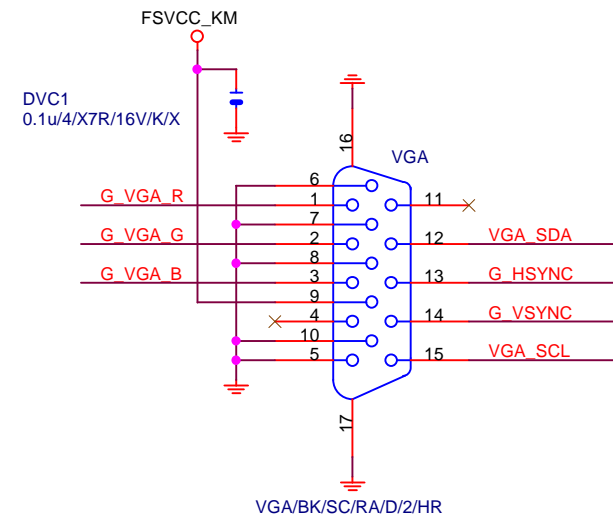 FSVCC_KM
DVC1
0.1u/4/X7R/16V/K/X
16
VGA
6
G_VGA_R 1 11
7
G_VGA_G 2 12 VGA_SDA
8
G_VGA_B 3 13 G_HSYNC
9
4 14 G_VSYNC
10
5 15 VGA_SCL
17
VGA/BK/SC/RA/D/2/HR